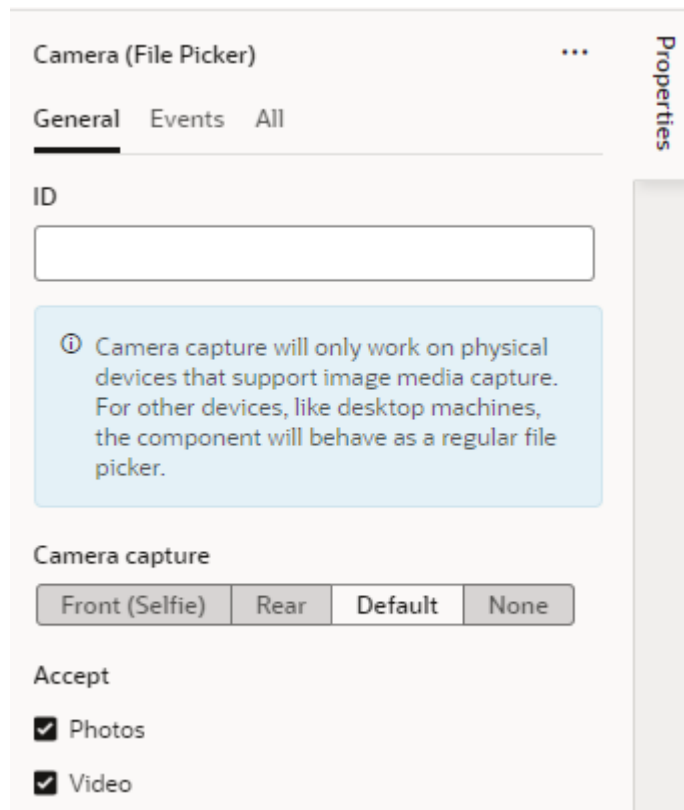 Camera (File Picker)
...
Properties
General Events All
ID
Camera capture will only work on physical
devices that support image media capture.
For other devices, like desktop machines,
the component will behave as a regular file
picker.
Camera capture
Front (Selfie) Rear Default None
Accept
Photos
Video